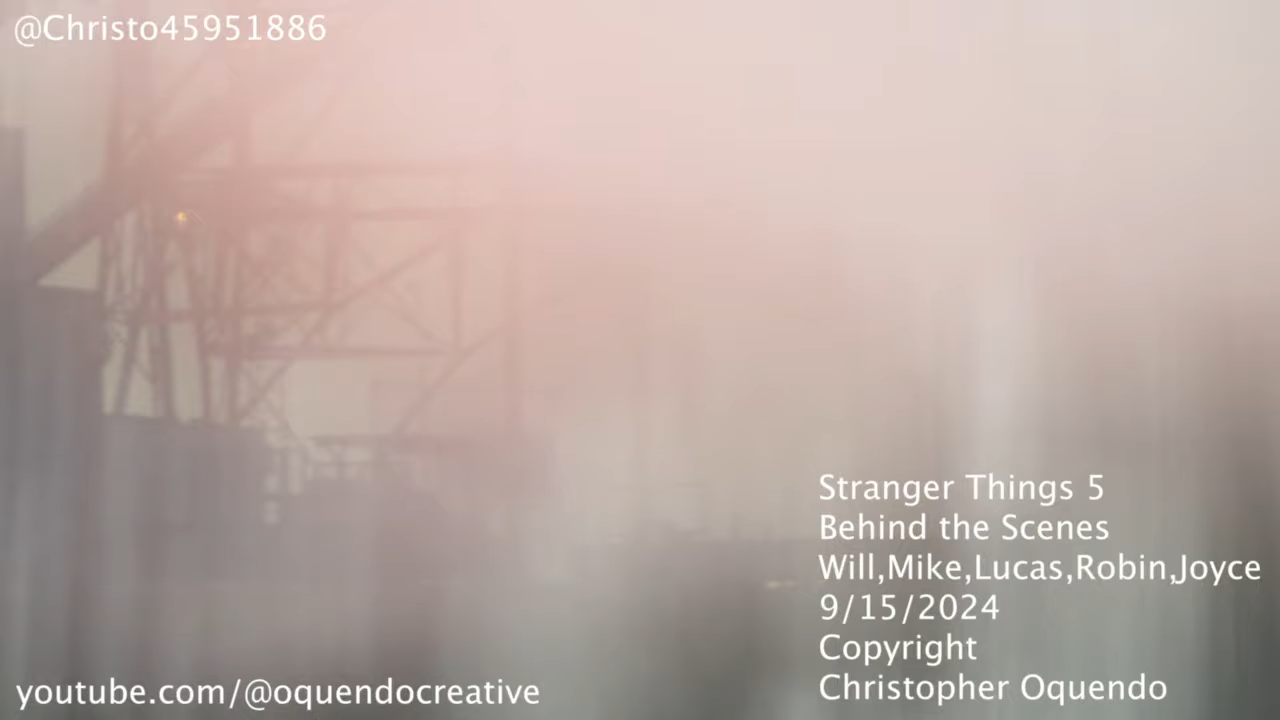 @Christo45951886
Stranger Things 5
Behind the Scenes
Will,Mike,Lucas,Robin,Joyce
9/15/2024
Copyright
Christopher Oquendo
youtube.com/@oquendocreative